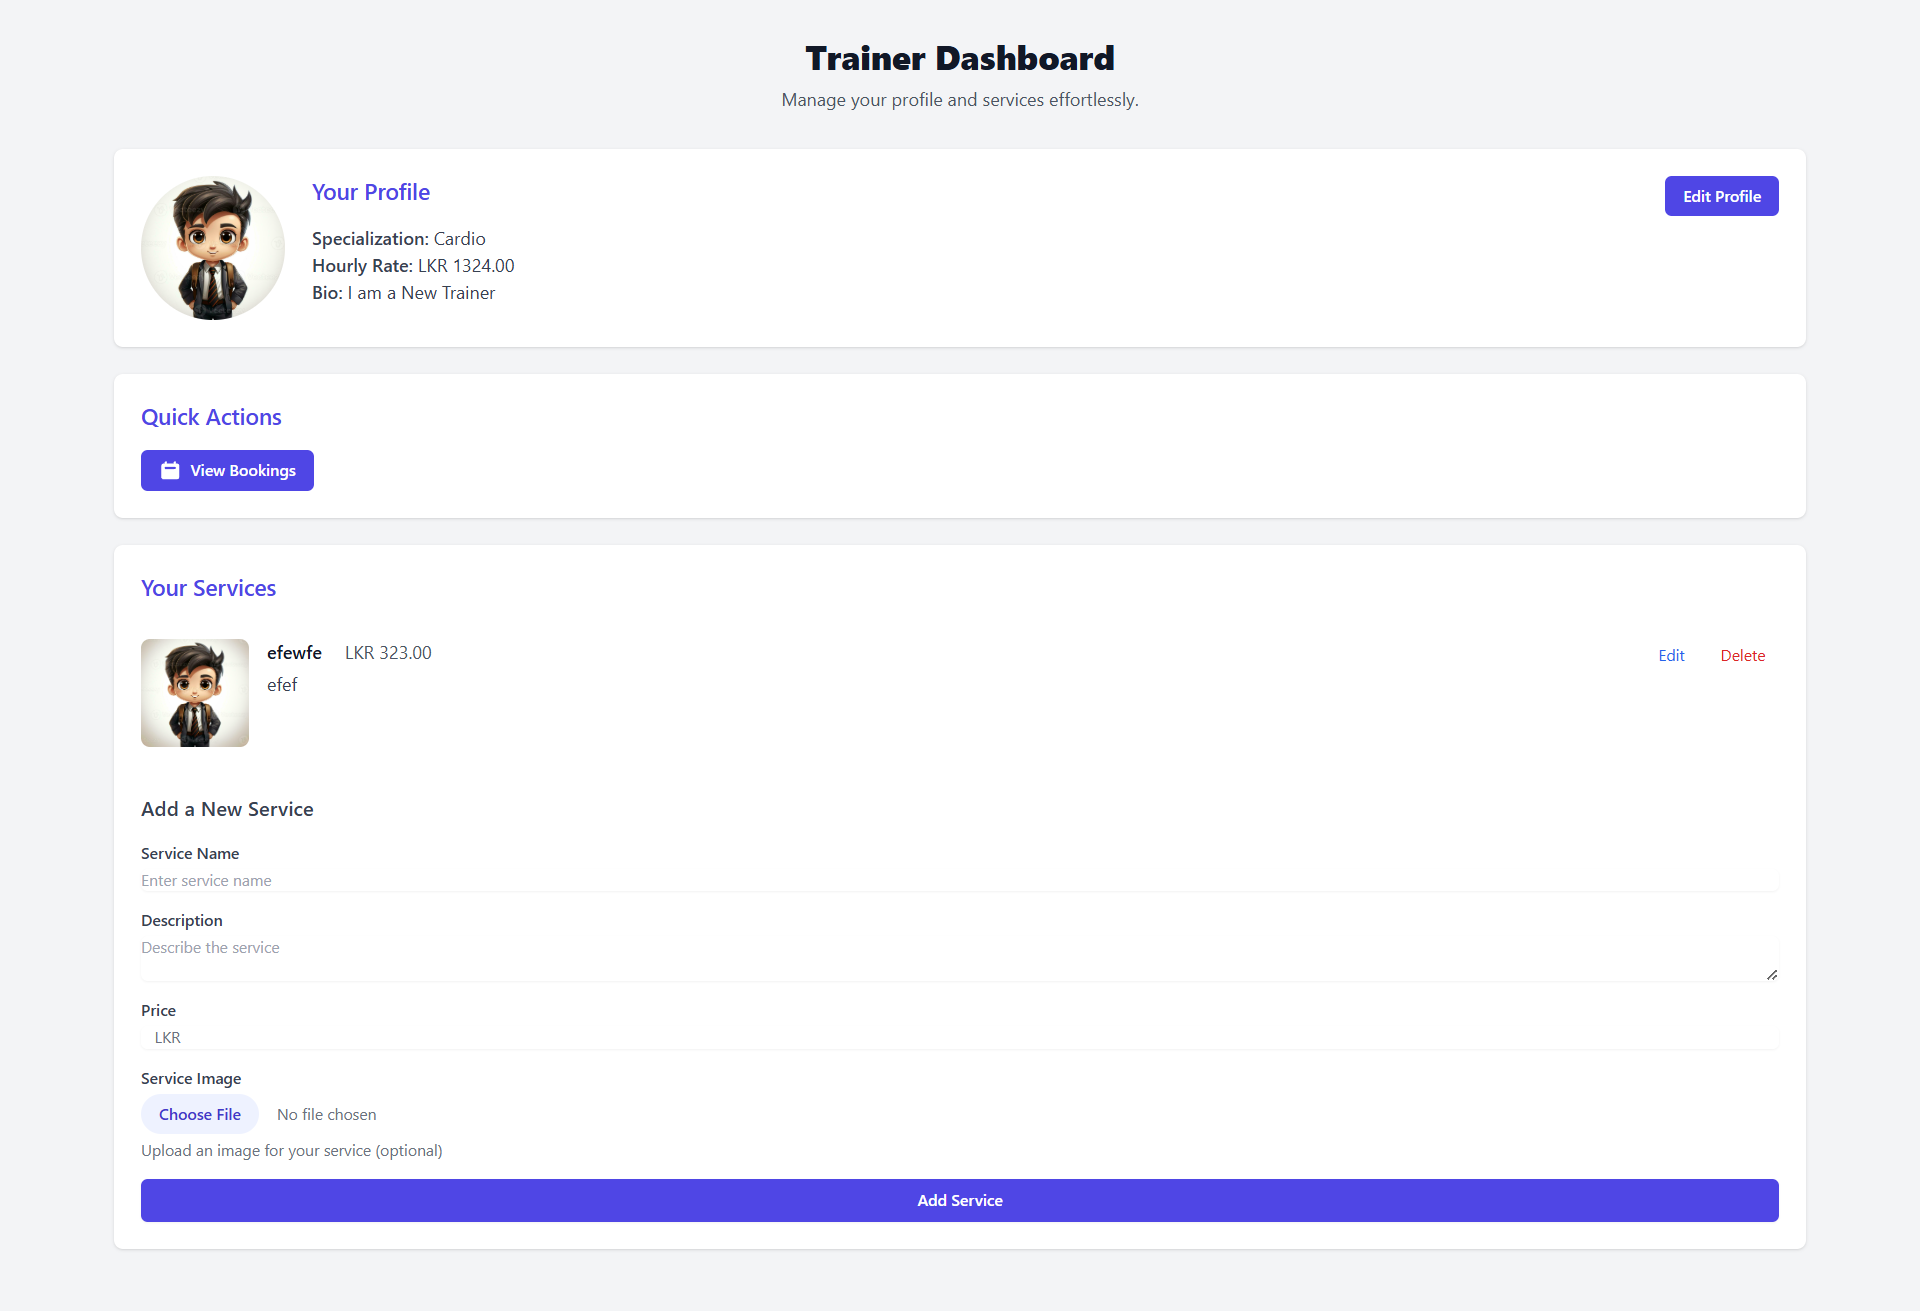 Trainer Dashboard
Manage your profile and services effortlessly.
Your Profile
Edit Profile
Specialization: Cardio
Hourly Rate: LKR 1324.00
Bio: I am a New Trainer
Quick Actions
View Bookings
Your Services
efewfe LKR 323.00
Edit Delete
efef
Add a New Service
Service Name
Enter service name
Description
Describe the service
Price
LKR
Service Image
Choose File No file chosen
Upload an image for your service (optional)
Add Service